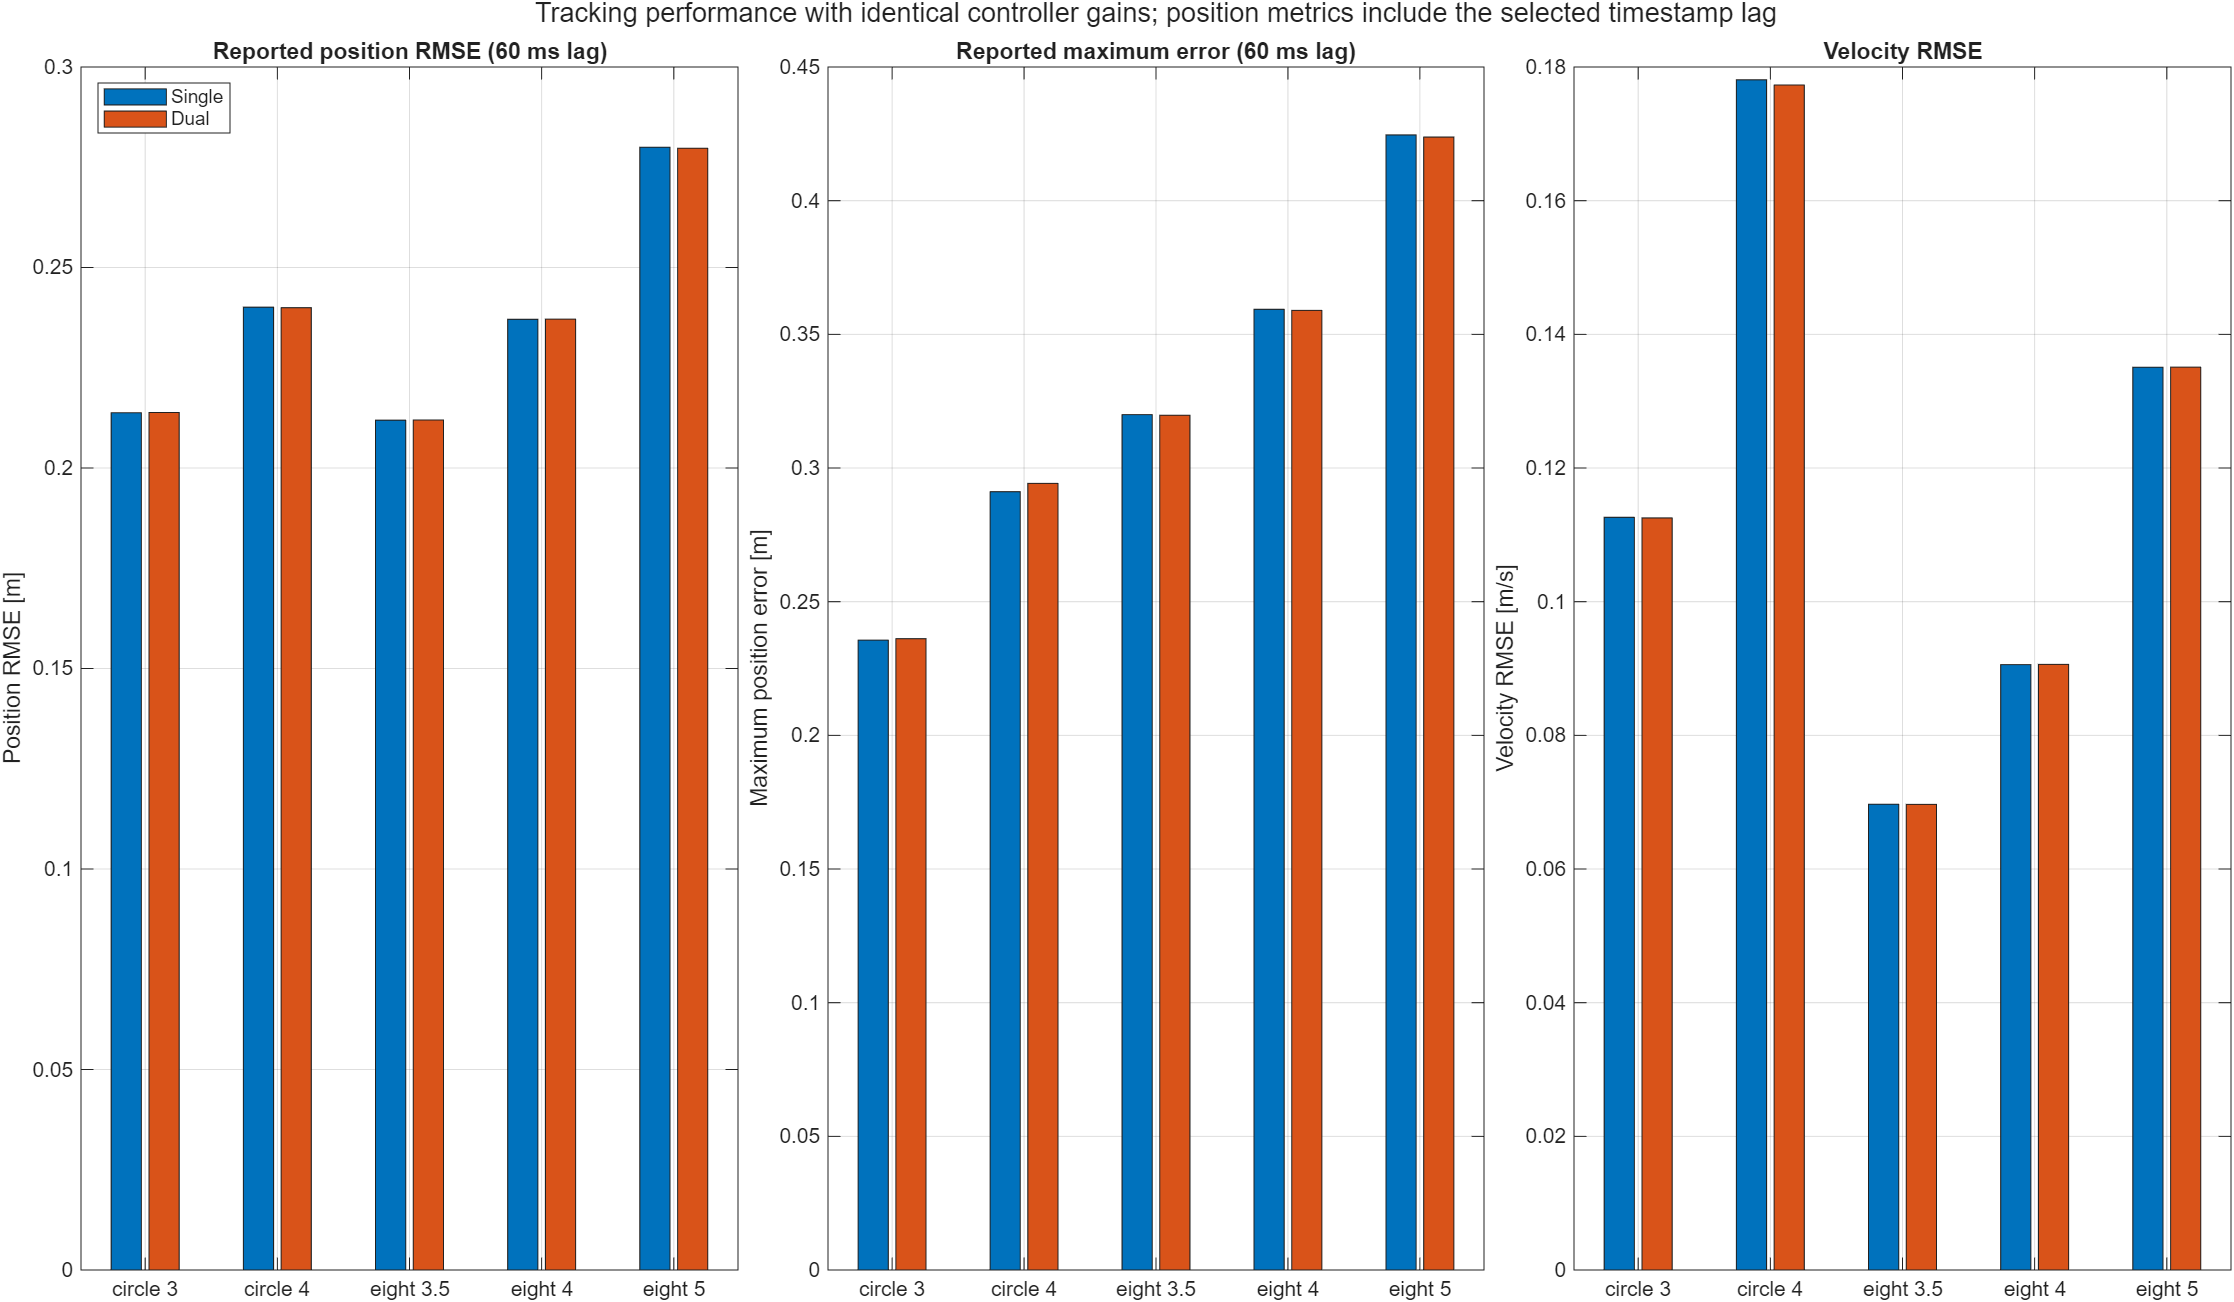 Tracking performance with identical controller gains; position metrics include the selected timestamp lag
Reported position RMSE (60 ms lag)
Single
Dual
Position RMSE [m]
0.3
0.25
0.2
0.15
0.1
0.05
0
circle 3
circle 4
eight 3.5
eight 4
eight 5
Reported maximum error (60 ms lag)
Maximum position error [m]
0.45
0.4
0.35
0.3
0.25
0.2
0.15
0.1
0.05
0
circle 3
circle 4
eight 3.5
eight 4
eight 5
Velocity RMSE
Velocity RMSE [m/s]
0.18
0.16
0.14
0.12
0.1
0.08
0.06
0.04
0.02
0
circle 3
circle 4
eight 3.5
eight 4
eight 5